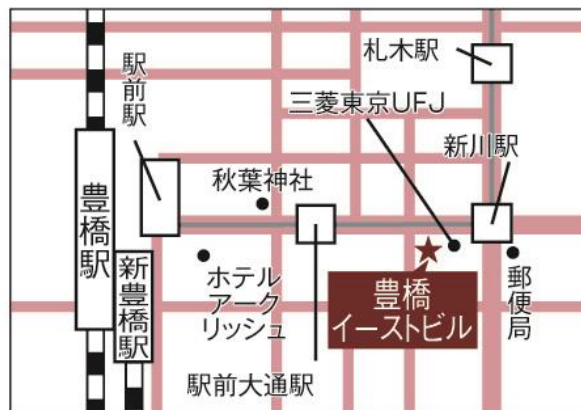 札木駅
駅前駅
三菱東京UFJ
新川駅
秋葉神社
豊橋駅
新豊橋駅
ホテル
アーク
リッシュ
豊橋
イーストビル
郵便局
駅前大通駅